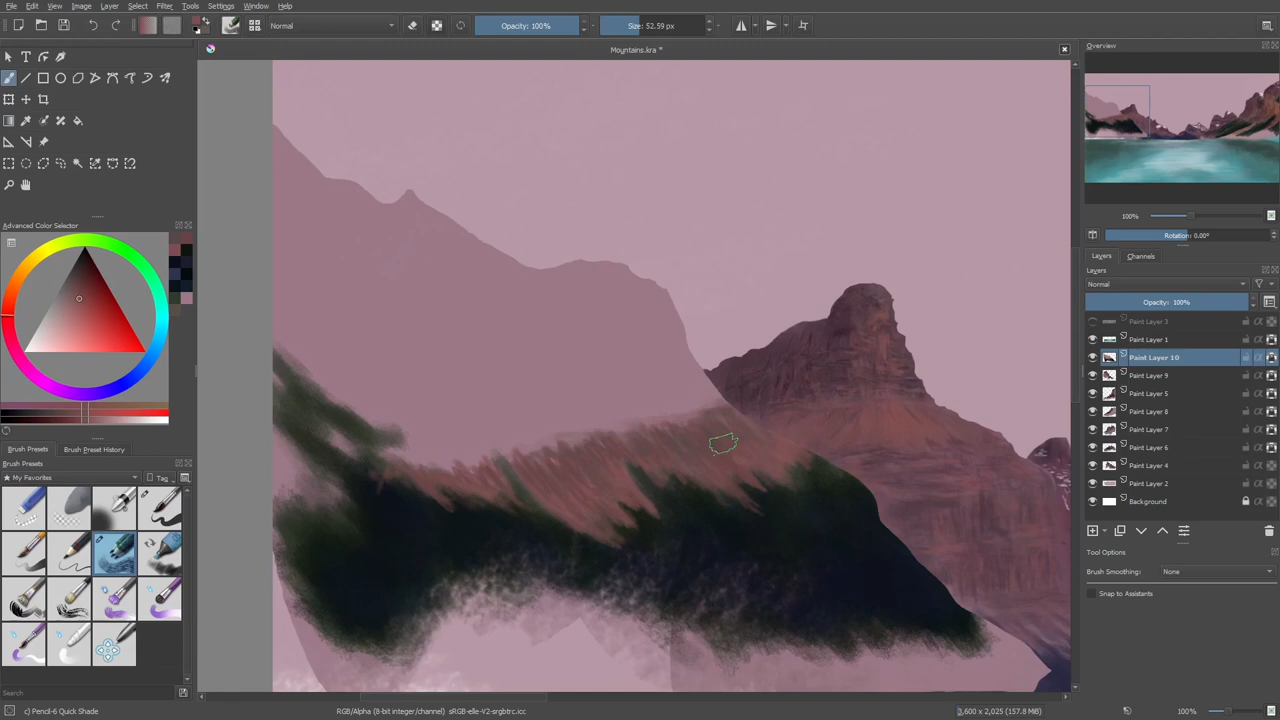 File Edit View Image Layer Select Filter Tools Settings Window Help
Normal
Opacity: 100%
Size: 52.59 px
Mountains.kra *
Overview
100%
Rotation: 0.00°
Layers Channels
Layers
Normal
Opacity: 100%
Paint Layer 3
Paint Layer 1
Paint Layer 10
Paint Layer 9
Paint Layer 5
Paint Layer 8
Paint Layer 7
Paint Layer 6
Paint Layer 4
Paint Layer 2
Background
Tool Options
Brush Smoothing: None
Snap to Assistants
Advanced Color Selector
Brush Presets Brush Preset History
Brush Presets
My Favorites
Tag
Search
c) Pencil-6 Quick Shade
RGB/Alpha (8-bit integer/channel) sRGB-elle-V2-srgbtrc.icc
3,600 x 2,025 (157.8 MiB)
100%